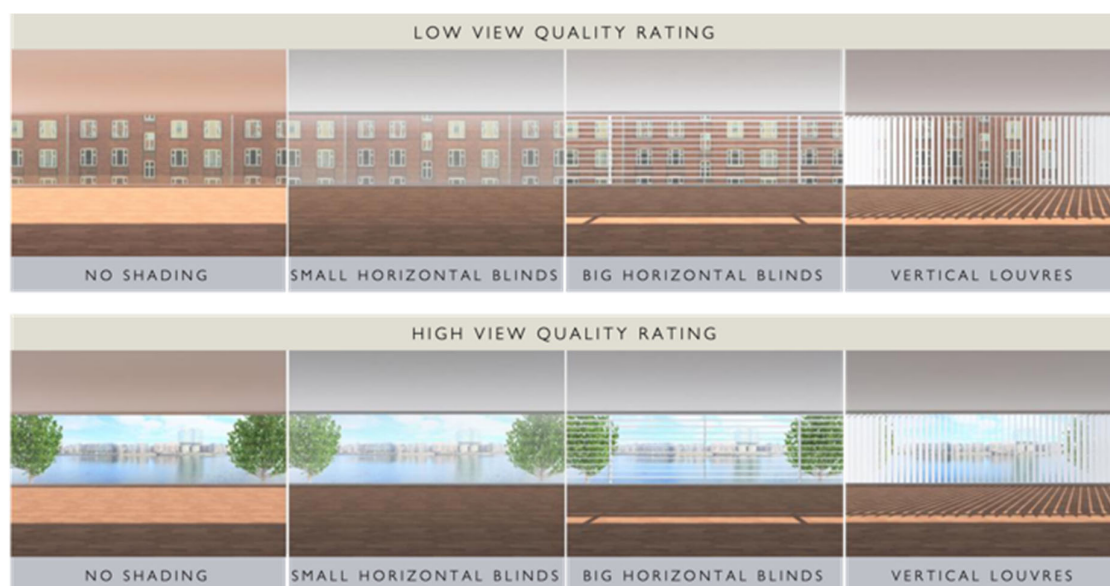 LOW VIEW QUALITY RATING
NO SHADING
SMALL HORIZONTAL BLINDS
BIG HORIZONTAL BLINDS
VERTICAL LOUVRES
HIGH VIEW QUALITY RATING
NO SHADING
SMALL HORIZONTAL BLINDS
BIG HORIZONTAL BLINDS
VERTICAL LOUVRES